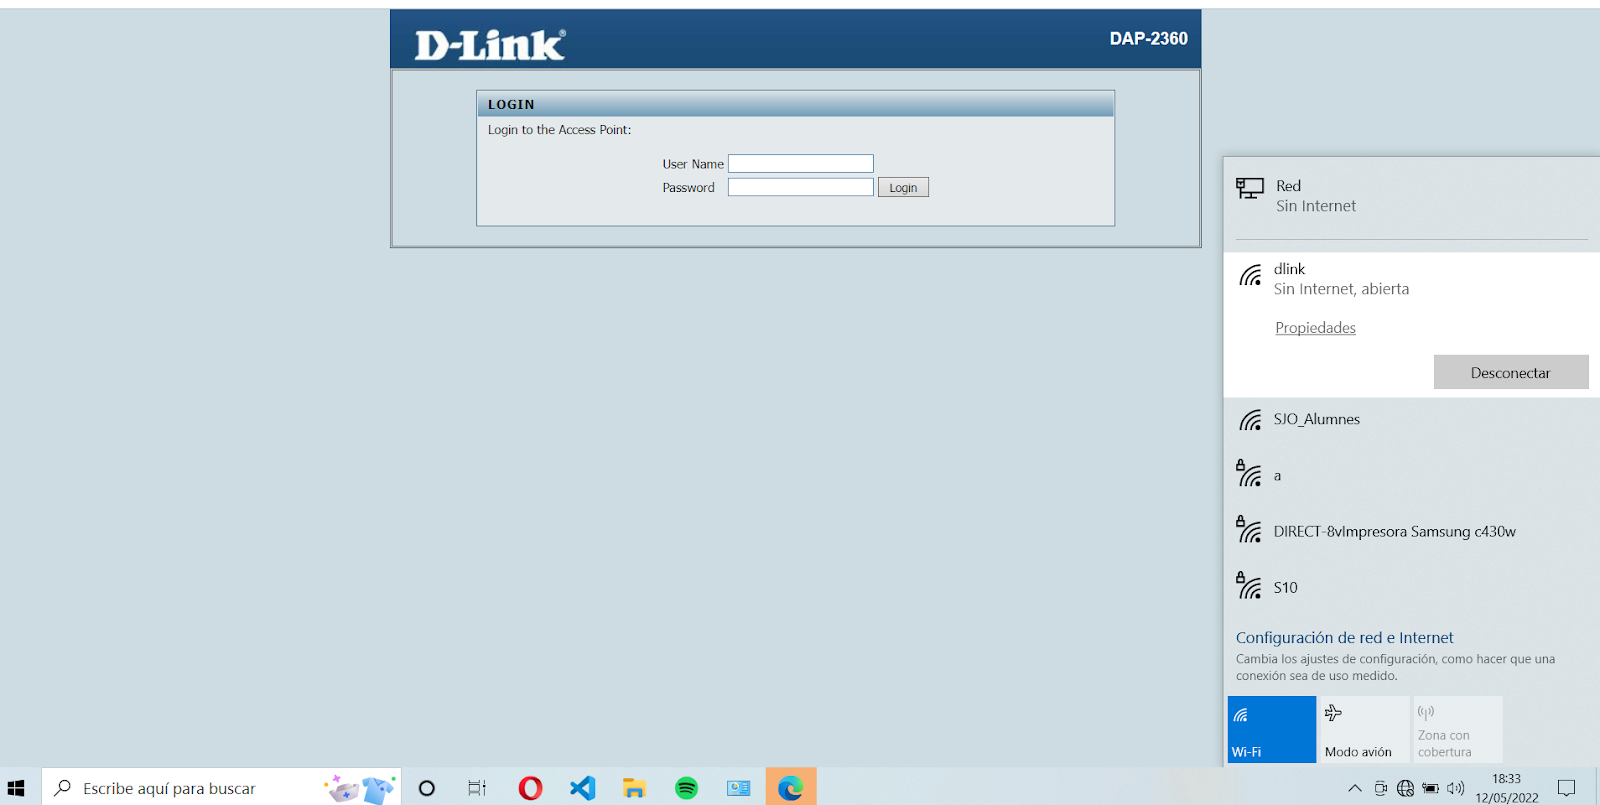 D-Link®
DAP-2360
LOGIN
Login to the Access Point:
User Name
Password
Login
Red
Sin Internet
dlink
Sin Internet, abierta
Propiedades
Desconectar
SJO_Alumnes
a
DIRECT-8vImpresora Samsung c430w
S10
Configuración de red e Internet
Cambia los ajustes de configuración, como hacer que una
conexión sea de uso medido.
Wi-Fi
Modo avión
Zona con
cobertura
Escribe aquí para buscar
18:33
12/05/2022